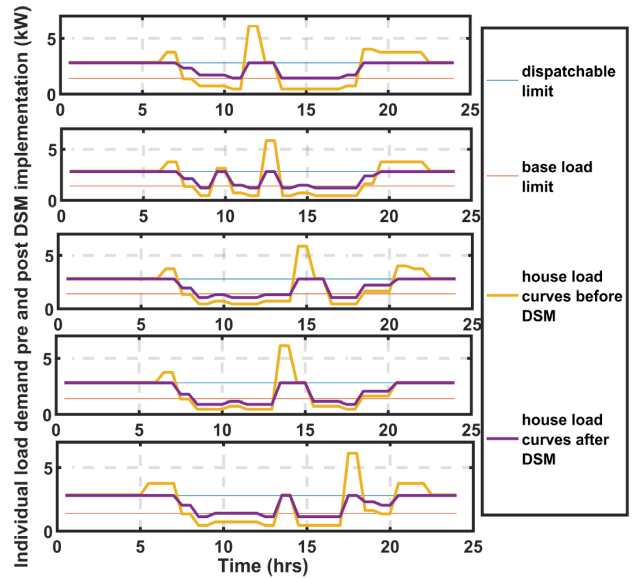 Individual load demand pre and post DSM implementation (kW)
5
0
0 5 10 15 20 25
5
0
0 5 10 15 20 25
5
0
0 5 10 15 20 25
5
0
0 5 10 15 20 25
5
0
0 5 10 15 20 25
Time (hrs)
dispatchable
limit
base load
limit
house load
curves before
DSM
house load
curves after
DSM